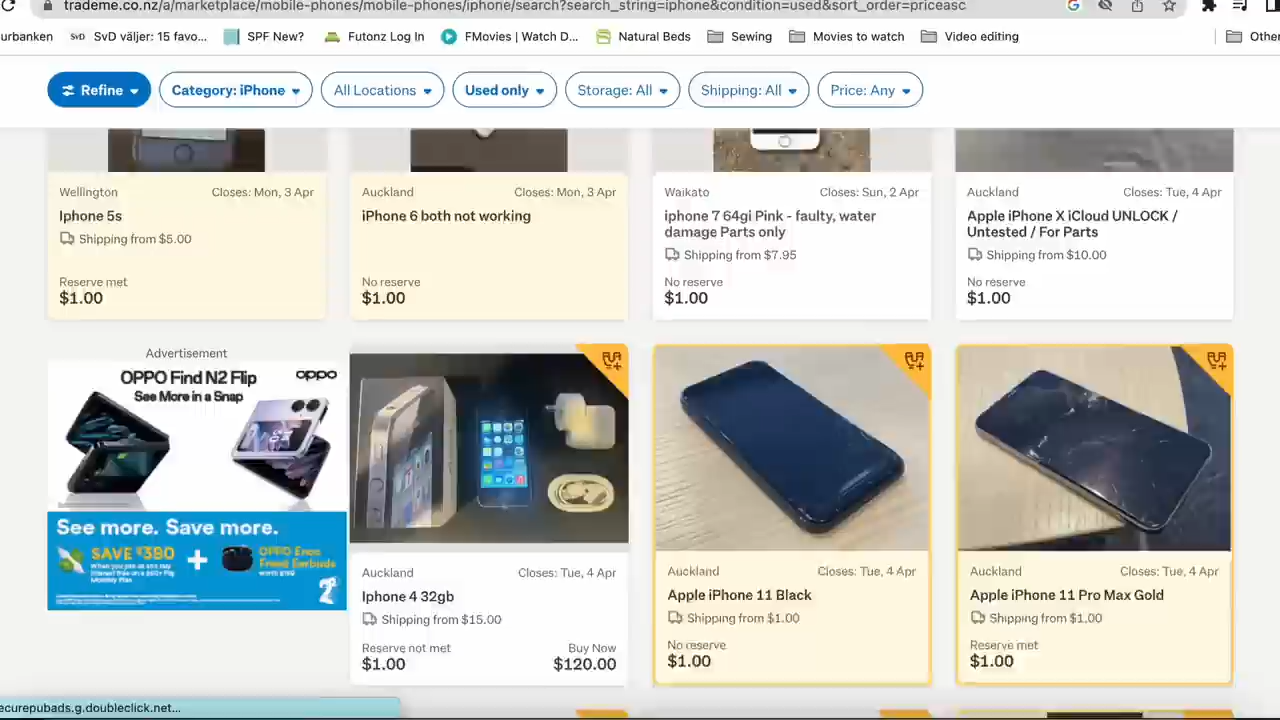 trademe.co.nz/a/marketplace/mobile-phones/mobile-phones/iphone/search?search_string=iphone&condition=used&sort_order=priceasc
urbanken SvD väljer: 15 favo... SPF New? Futonz Log In FMovies | Watch D... Natural Beds Sewing Movies to watch Video editing Other
Refine Category: iPhone All Locations Used only Storage: All Shipping: All Price: Any
Wellington Closes: Mon, 3 Apr
Iphone 5s
Shipping from $5.00
Reserve met
$1.00
Auckland Closes: Mon, 3 Apr
iPhone 6 both not working
No reserve
$1.00
Waikato Closes: Sun, 2 Apr
iphone 7 64gi Pink - faulty, water
damage Parts only
Shipping from $7.95
No reserve
$1.00
Auckland Closes: Tue, 4 Apr
Apple iPhone X iCloud UNLOCK /
Untested / For Parts
Shipping from $10.00
No reserve
$1.00
Advertisement
OPPO Find N2 Flip oppo
See More in a Snap
See more. Save more.
SAVE $380 + OPPO Enco
Free2 Earbuds
Auckland Closes: Tue, 4 Apr
Iphone 4 32gb
Shipping from $15.00
Reserve not met Buy Now
$1.00 $120.00
Auckland Closes: Tue, 4 Apr
Apple iPhone 11 Black
Shipping from $1.00
No reserve
$1.00
Auckland Closes: Tue, 4 Apr
Apple iPhone 11 Pro Max Gold
Shipping from $1.00
Reserve met
$1.00
ecurepubads.g.doubleclick.net...